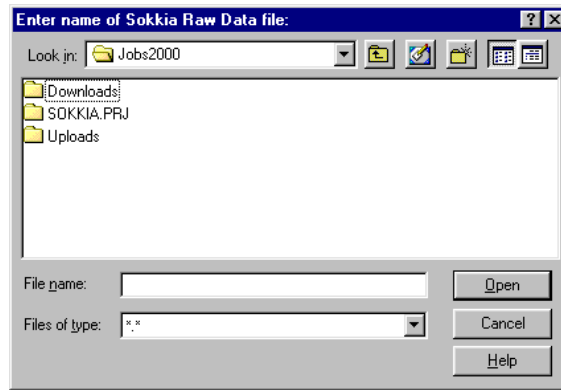 Enter name of Sokkia Raw Data file:
Look in: Jobs2000
Downloads
SOKKIA.PRJ
Uploads
File name: Open
Files of type: *.* Cancel
Help